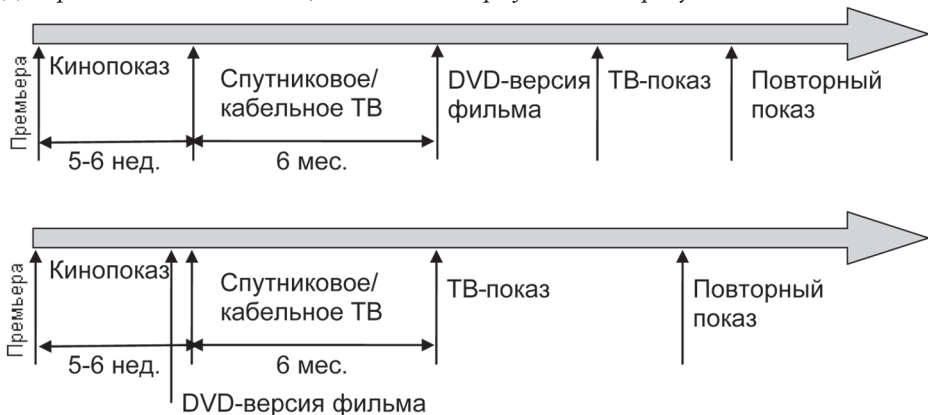 Премьера
Кинопоказ
Спутниковое/
кабельное ТВ
DVD-версия
фильма
ТВ-показ
Повторный
показ
5-6 нед.
6 мес.
Премьера
Кинопоказ
Спутниковое/
кабельное ТВ
ТВ-показ
Повторный
показ
5-6 нед.
6 мес.
DVD-версия фильма